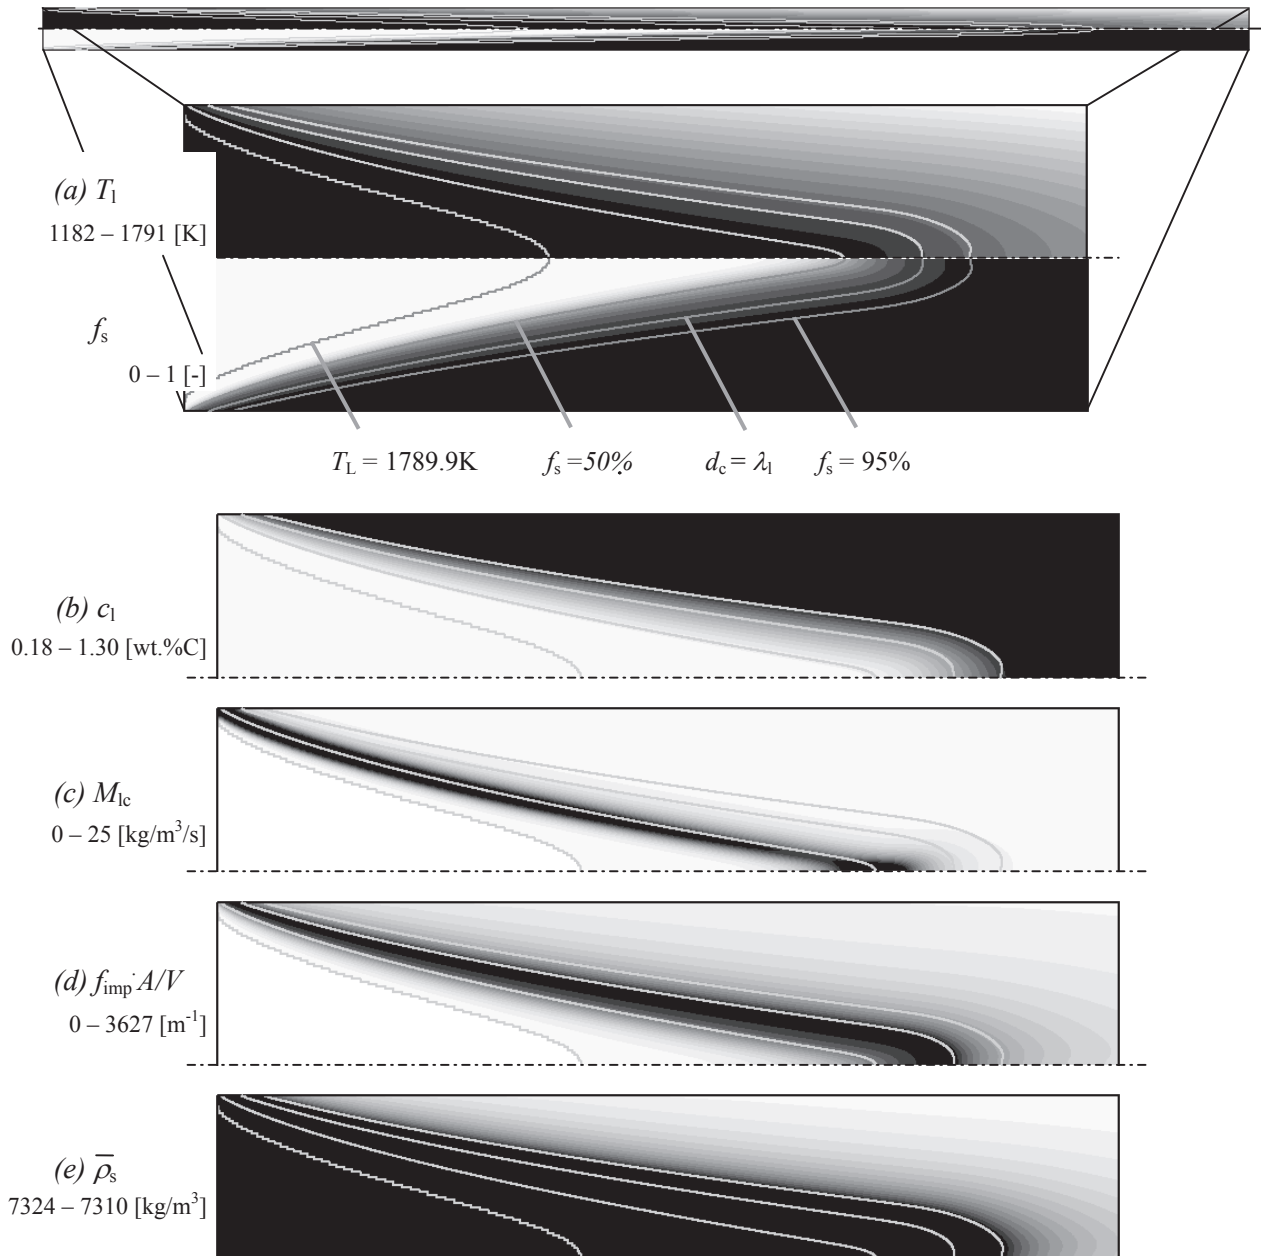 (a) Tl
1182 – 1791 [K]
fs
0 – 1 [-]
TL = 1789.9K fs =50% dc = λl fs = 95%
(b) cl
0.18 – 1.30 [wt.%C]
(c) Mlc
0 – 25 [kg/m³/s]
(d) fimp·A/V
0 – 3627 [m⁻¹]
(e) ρ̅s
7324 – 7310 [kg/m³]